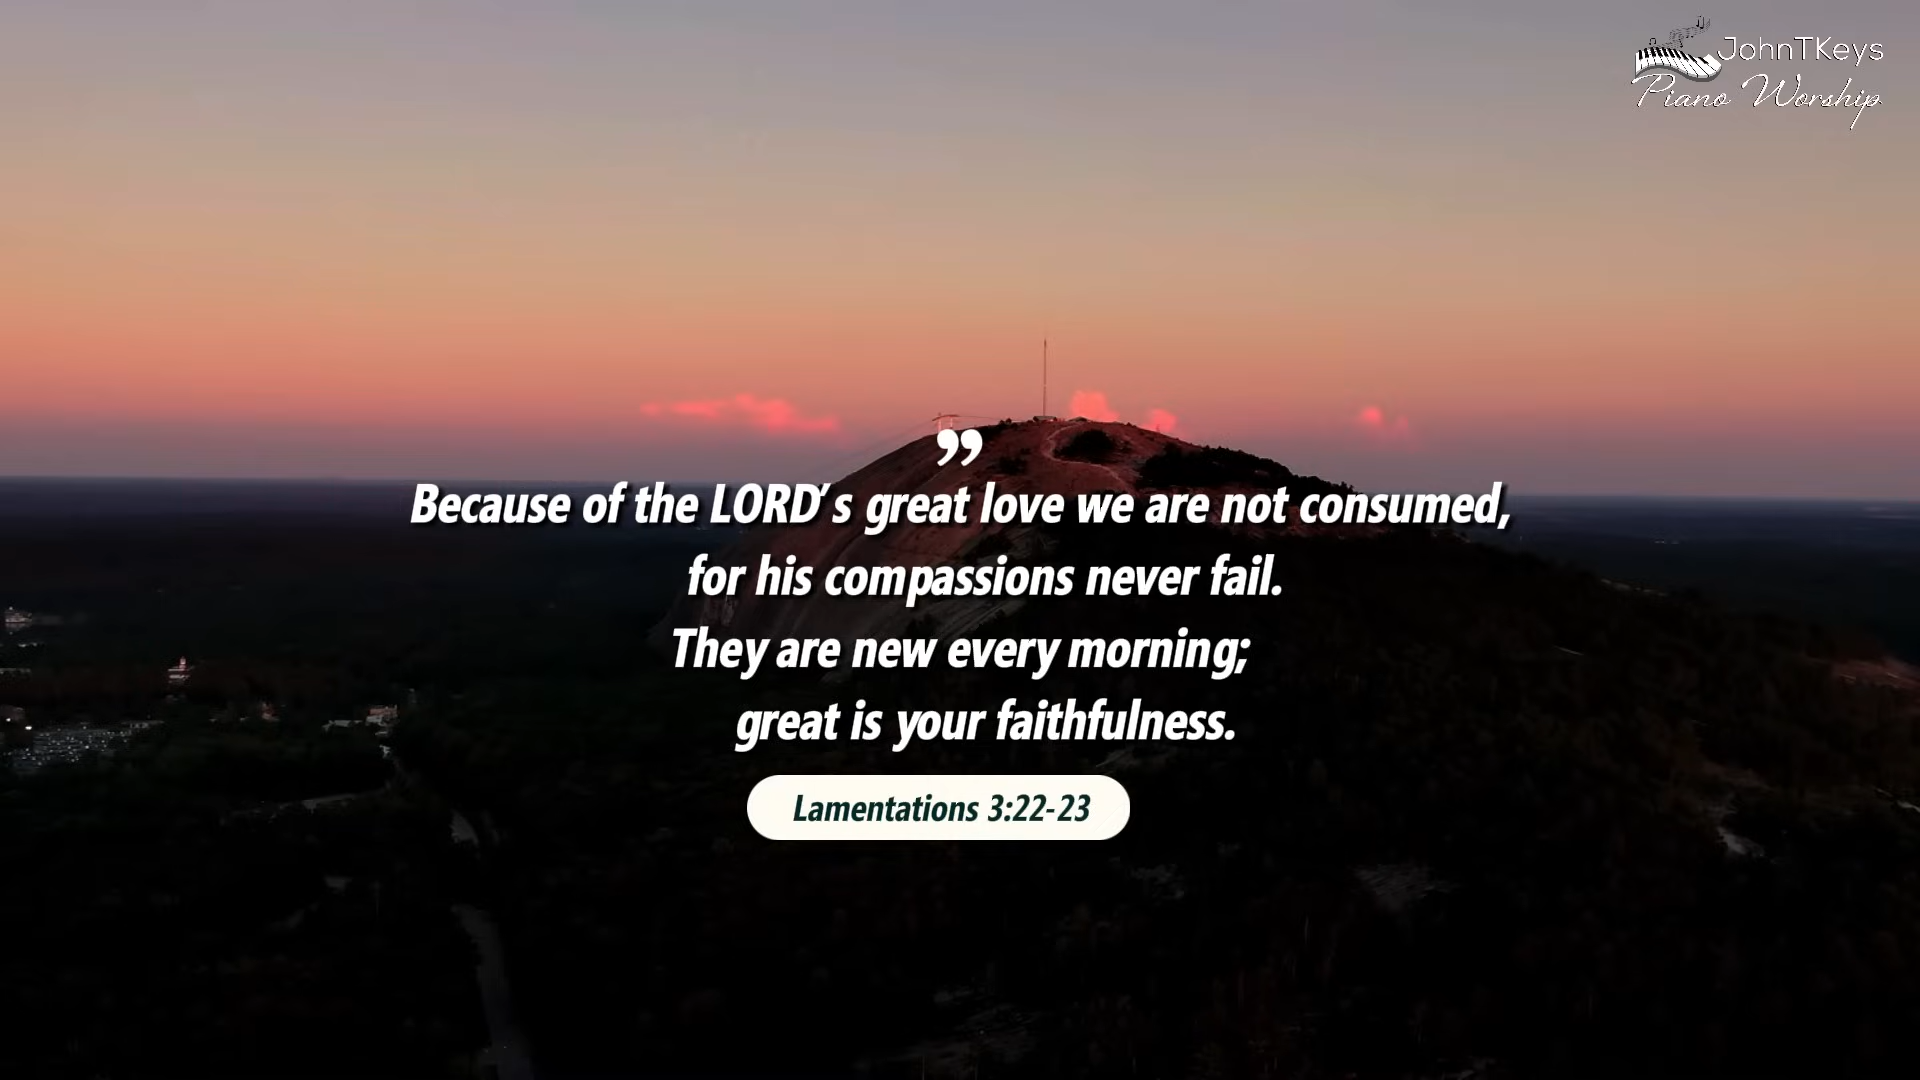 JohnTKeys
Piano Worship
”
Because of the LORD’s great love we are not consumed,
for his compassions never fail.
They are new every morning;
great is your faithfulness.
Lamentations 3:22-23